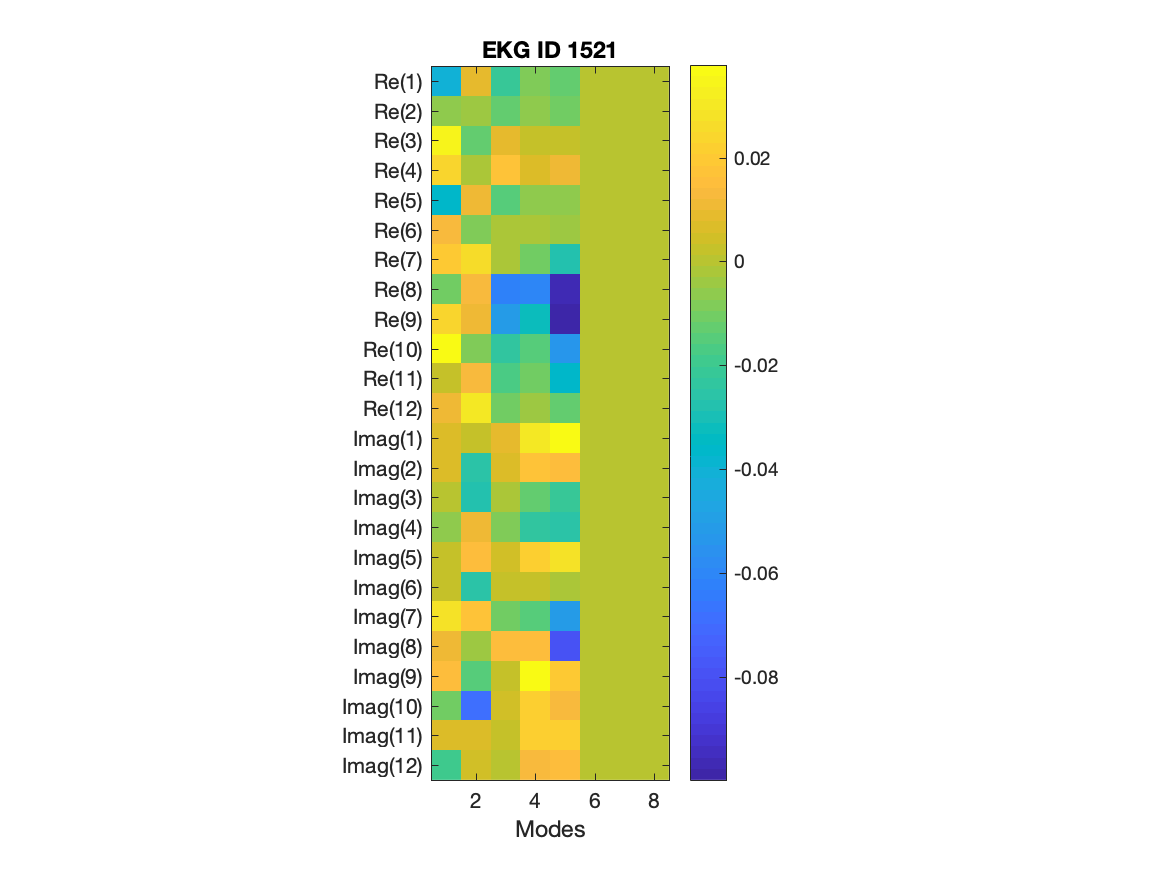 EKG ID 1521
Re(1)
Re(2)
Re(3)
Re(4)
Re(5)
Re(6)
Re(7)
Re(8)
Re(9)
Re(10)
Re(11)
Re(12)
Imag(1)
Imag(2)
Imag(3)
Imag(4)
Imag(5)
Imag(6)
Imag(7)
Imag(8)
Imag(9)
Imag(10)
Imag(11)
Imag(12)
2 4 6 8
Modes
0.02
0
-0.02
-0.04
-0.06
-0.08